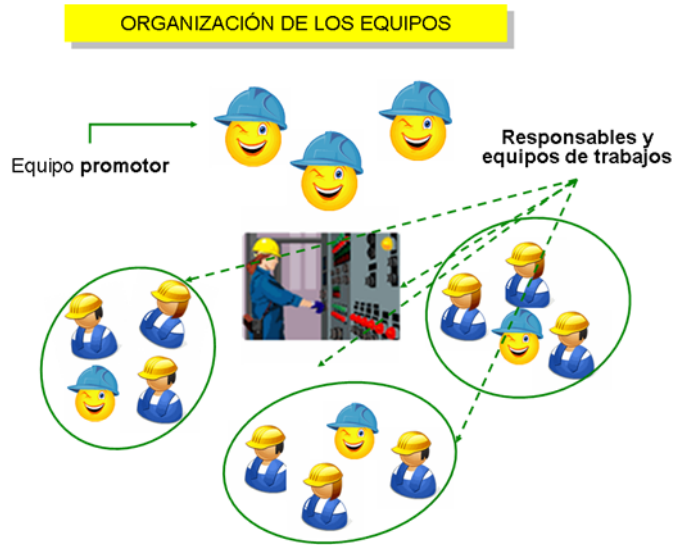 ORGANIZACIÓN DE LOS EQUIPOS
Equipo promotor
Responsables y
equipos de trabajos